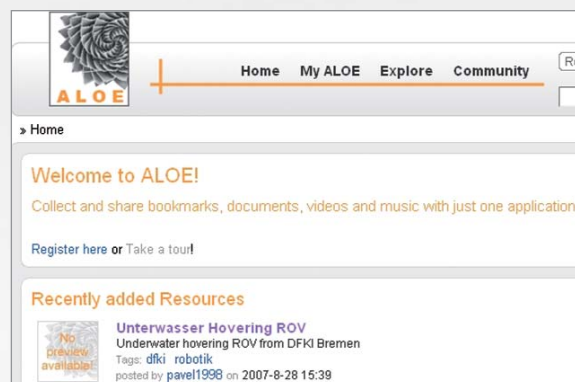 ALOE
Home My ALOE Explore Community
» Home
Welcome to ALOE!
Collect and share bookmarks, documents, videos and music with just one application
Register here or Take a tour!
Recently added Resources
No
preview
available!
Unterwasser Hovering ROV
Underwater hovering ROV from DFKI Bremen
Tags: dfki robotik
posted by pavel1998 on 2007-8-28 15:39